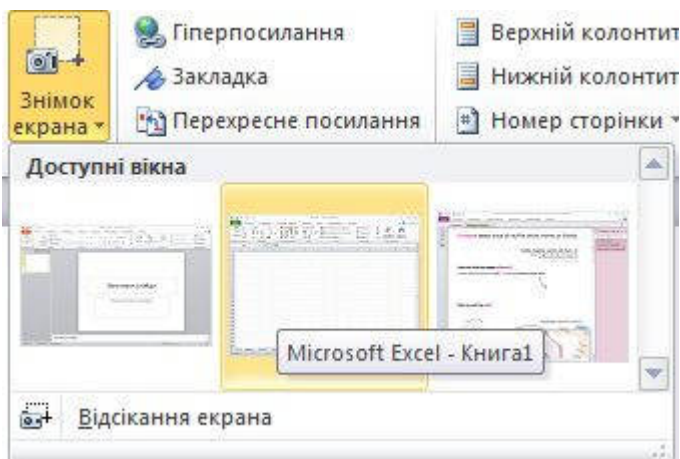 Гіперпосилання
Верхній колонтит
Закладка
Нижній колонтит
Знімок
екрана
Перехресне посилання
Номер сторінки
Доступні вікна
Microsoft Excel - Книга1
Відсікання екрана